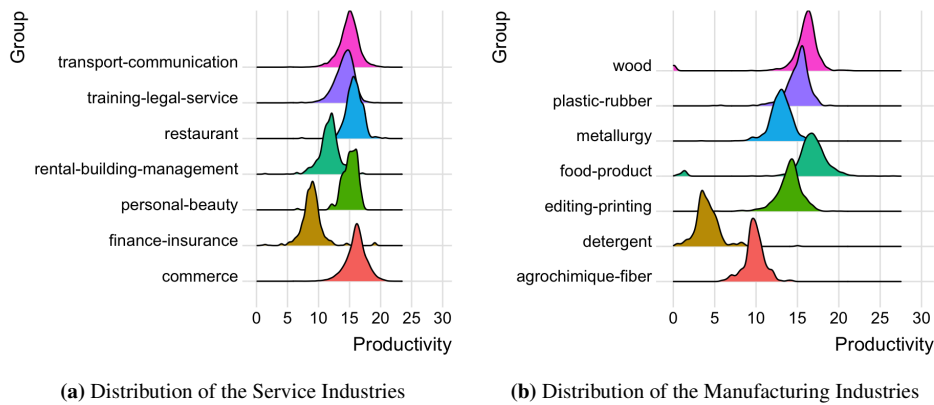 Group
transport-communication
training-legal-service
restaurant
rental-building-management
personal-beauty
finance-insurance
commerce
0 5 10 15 20 25 30
Productivity
(a) Distribution of the Service Industries
Group
wood
plastic-rubber
metallurgy
food-product
editing-printing
detergent
agrochimique-fiber
0 5 10 15 20 25 30
Productivity
(b) Distribution of the Manufacturing Industries